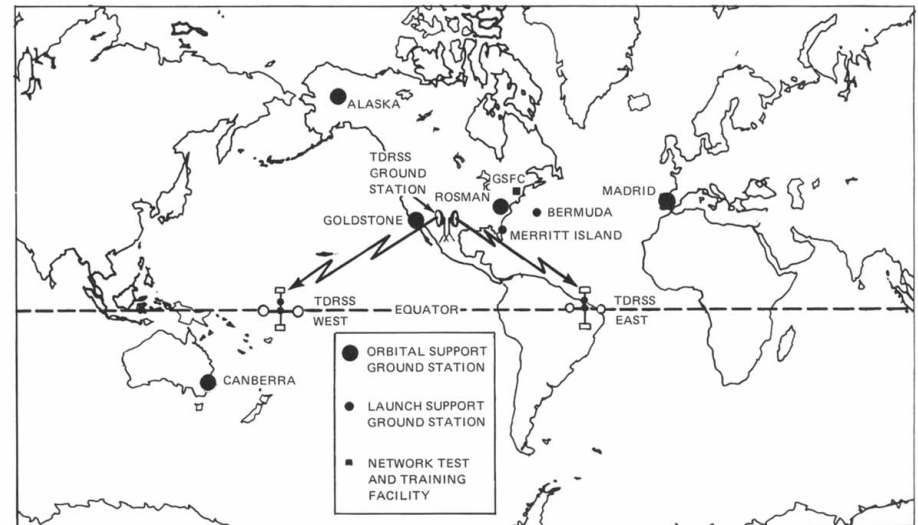 ALASKA
TDRSS
GROUND
STATION
GSFC
ROSMAN
MADRID
BERMUDA
GOLDSTONE
MERRITT ISLAND
TDRSS
WEST
EQUATOR
TDRSS
EAST
ORBITAL SUPPORT
GROUND STATION
CANBERRA
LAUNCH SUPPORT
GROUND STATION
NETWORK TEST
AND TRAINING
FACILITY